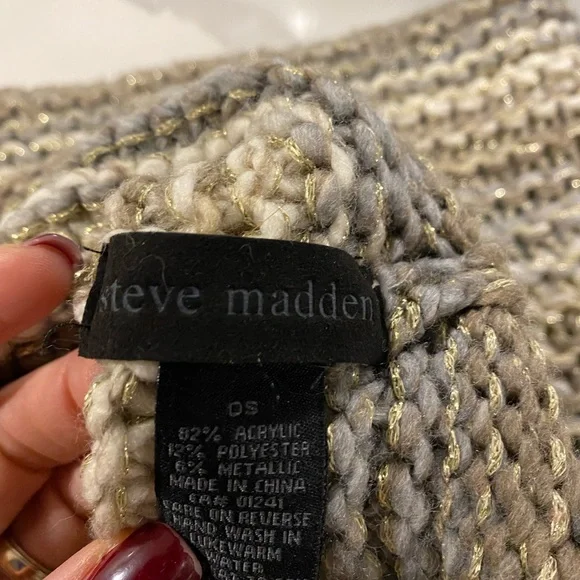 steve madden
OS
82% ACRYLIC
12% POLYESTER
6% METALLIC
MADE IN CHINA
CA# 01241
CARE ON REVERSE
HAND WASH IN
LUKEWARM
WATER